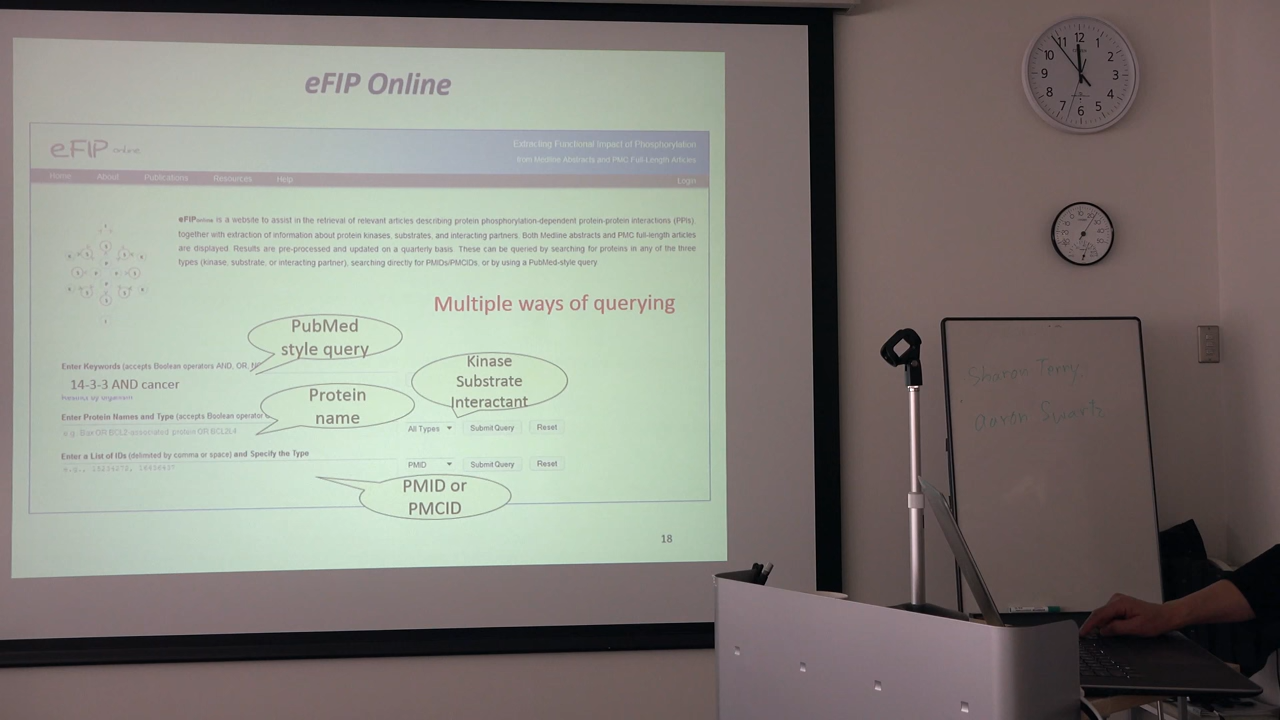 eFIP Online
eFIP online
Extracting Functional Impact of Phosphorylation
from Medline Abstracts and PMC Full-Length Articles
Home About Publications Resources Help Login
eFIPonline is a website to assist in the retrieval of relevant articles describing protein phosphorylation-dependent protein-protein interactions (PPIs),
together with extraction of information about protein kinases, substrates, and interacting partners. Both Medline abstracts and PMC full-length articles
are displayed. Results are pre-processed and updated on a quarterly basis. These can be queried by searching for proteins in any of the three
types (kinase, substrate, or interacting partner), searching directly for PMIDs/PMCIDs, or by using a PubMed-style query
Multiple ways of querying
PubMed
style query
Enter Keywords (accepts Boolean operators AND, OR,
14-3-3 AND cancer
Kinase
Substrate
Interactant
Protein
name
Enter Protein Names and Type (accepts Boolean operator
e.g. Bax OR BCL2-associated protein OR BCL2L4
All Types Submit Query Reset
Enter a List of IDs (delimited by comma or space) and Specify the Type
PMID Submit Query Reset
PMID or
PMCID
18
12
1
2
3
4
5
6
7
8
9
10
11
Sharon Terry
aaron Swartz